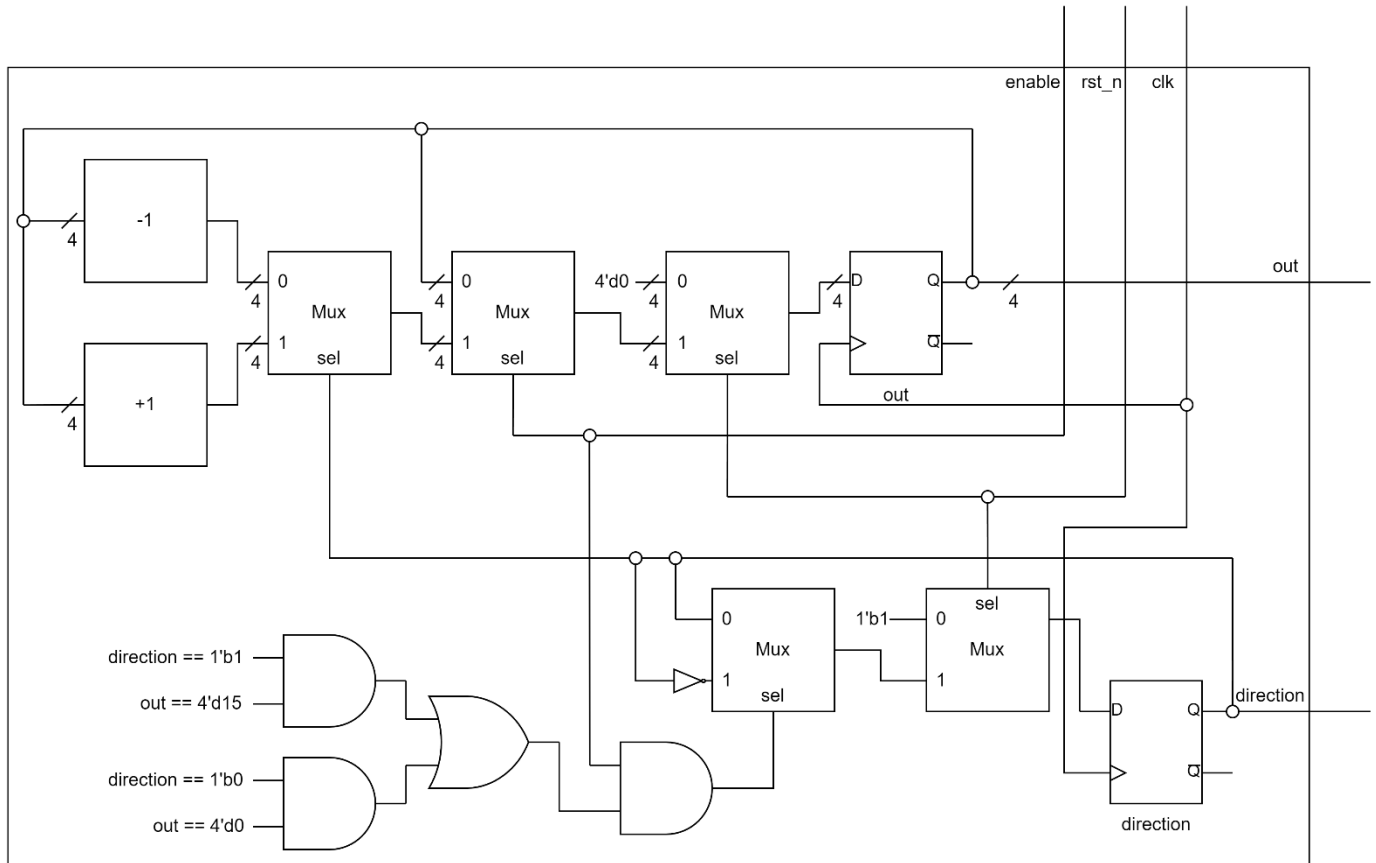 enable
rst_n
clk
-1
4
0
4
Mux
1
4
sel
+1
4
0
4
Mux
1
4
sel
4'd0
4
0
Mux
1
4
sel
4
D
Q
Q
4
out
out
1'b1
0
Mux
1
sel
0
Mux
1
sel
direction == 1'b1
out == 4'd15
direction == 1'b0
out == 4'd0
D
Q
Q
direction
direction